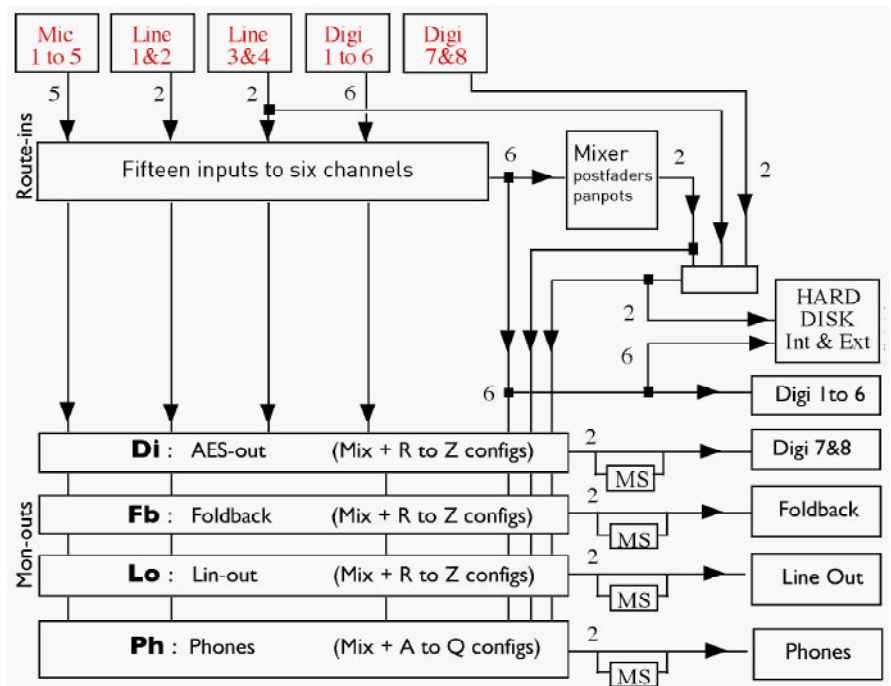 Mic
1 to 5
Line
1&2
Line
3&4
Digi
1 to 6
Digi
7&8
5
2
2
6
Route-ins
Fifteen inputs to six channels
6
Mixer
postfaders
panpots
2
2
HARD
DISK
Int & Ext
2
6
6
Digi 1to 6
Di : AES-out (Mix + R to Z configs)
2
MS
Digi 7&8
Mon-outs
Fb : Foldback (Mix + R to Z configs)
2
MS
Foldback
Lo : Lin-out (Mix + R to Z configs)
2
MS
Line Out
Ph : Phones (Mix + A to Q configs)
2
MS
Phones